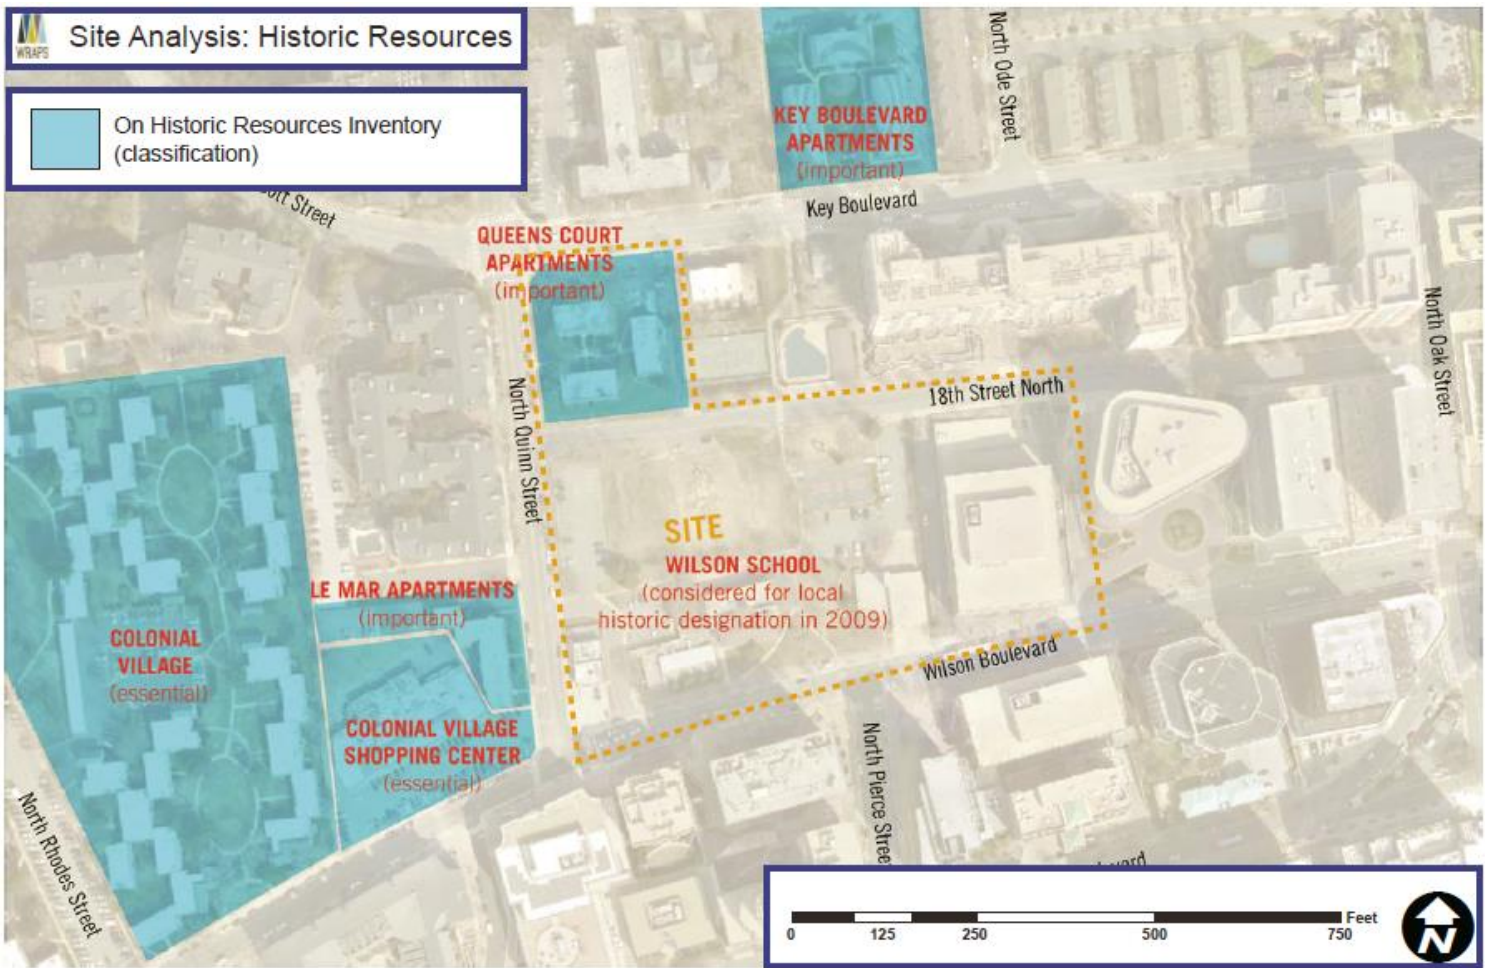 WRAPS
Site Analysis: Historic Resources
On Historic Resources Inventory
(classification)
North Ode Street
KEY BOULEVARD
APARTMENTS
(important)
Key Boulevard
Street
QUEENS COURT
APARTMENTS
(important)
North Oak Street
18th Street North
North Quinn Street
SITE
WILSON SCHOOL
(considered for local
historic designation in 2009)
LE MAR APARTMENTS
(important)
COLONIAL
VILLAGE
(essential)
Wilson Boulevard
COLONIAL VILLAGE
SHOPPING CENTER
(essential)
North Pierce Stree
North Rhodes Street
Feet
0 125 250 500 750
N